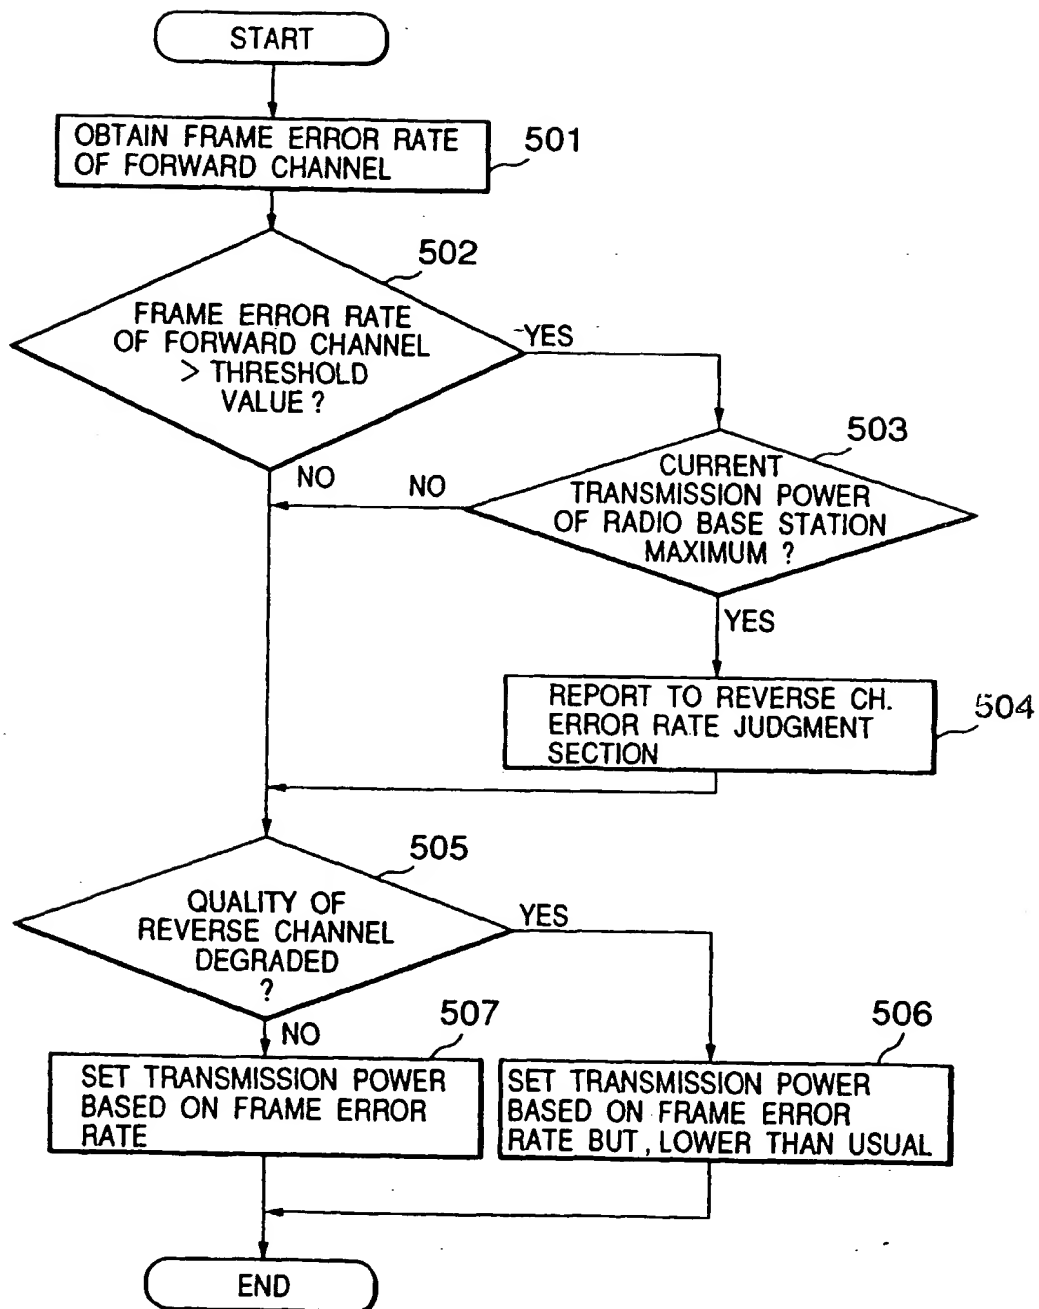 START
OBTAIN FRAME ERROR RATE
OF FORWARD CHANNEL
501
502
FRAME ERROR RATE
OF FORWARD CHANNEL
> THRESHOLD
VALUE ?
YES
NO
503
CURRENT
TRANSMISSION POWER
OF RADIO BASE STATION
MAXIMUM ?
NO
YES
REPORT TO REVERSE CH.
ERROR RATE JUDGMENT
SECTION
504
505
QUALITY OF
REVERSE CHANNEL
DEGRADED
?
YES
NO
507
SET TRANSMISSION POWER
BASED ON FRAME ERROR
RATE
506
SET TRANSMISSION POWER
BASED ON FRAME ERROR
RATE BUT, LOWER THAN USUAL
END